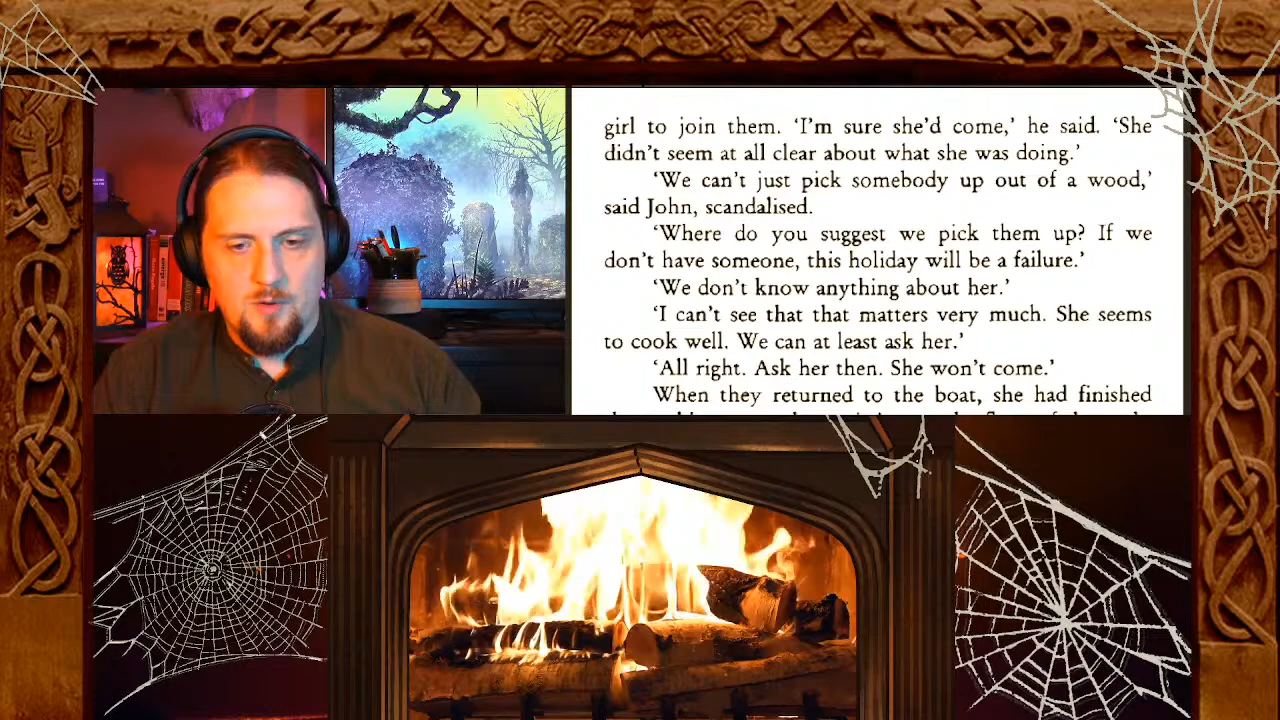 girl to join them. ‘I’m sure she’d come,’ he said. ‘She
didn’t seem at all clear about what she was doing.’
‘We can’t just pick somebody up out of a wood,’
said John, scandalised.
‘Where do you suggest we pick them up? If we
don’t have someone, this holiday will be a failure.’
‘We don’t know anything about her.’
‘I can’t see that that matters very much. She seems
to cook well. We can at least ask her.’
‘All right. Ask her then. She won’t come.’
When they returned to the boat, she had finished